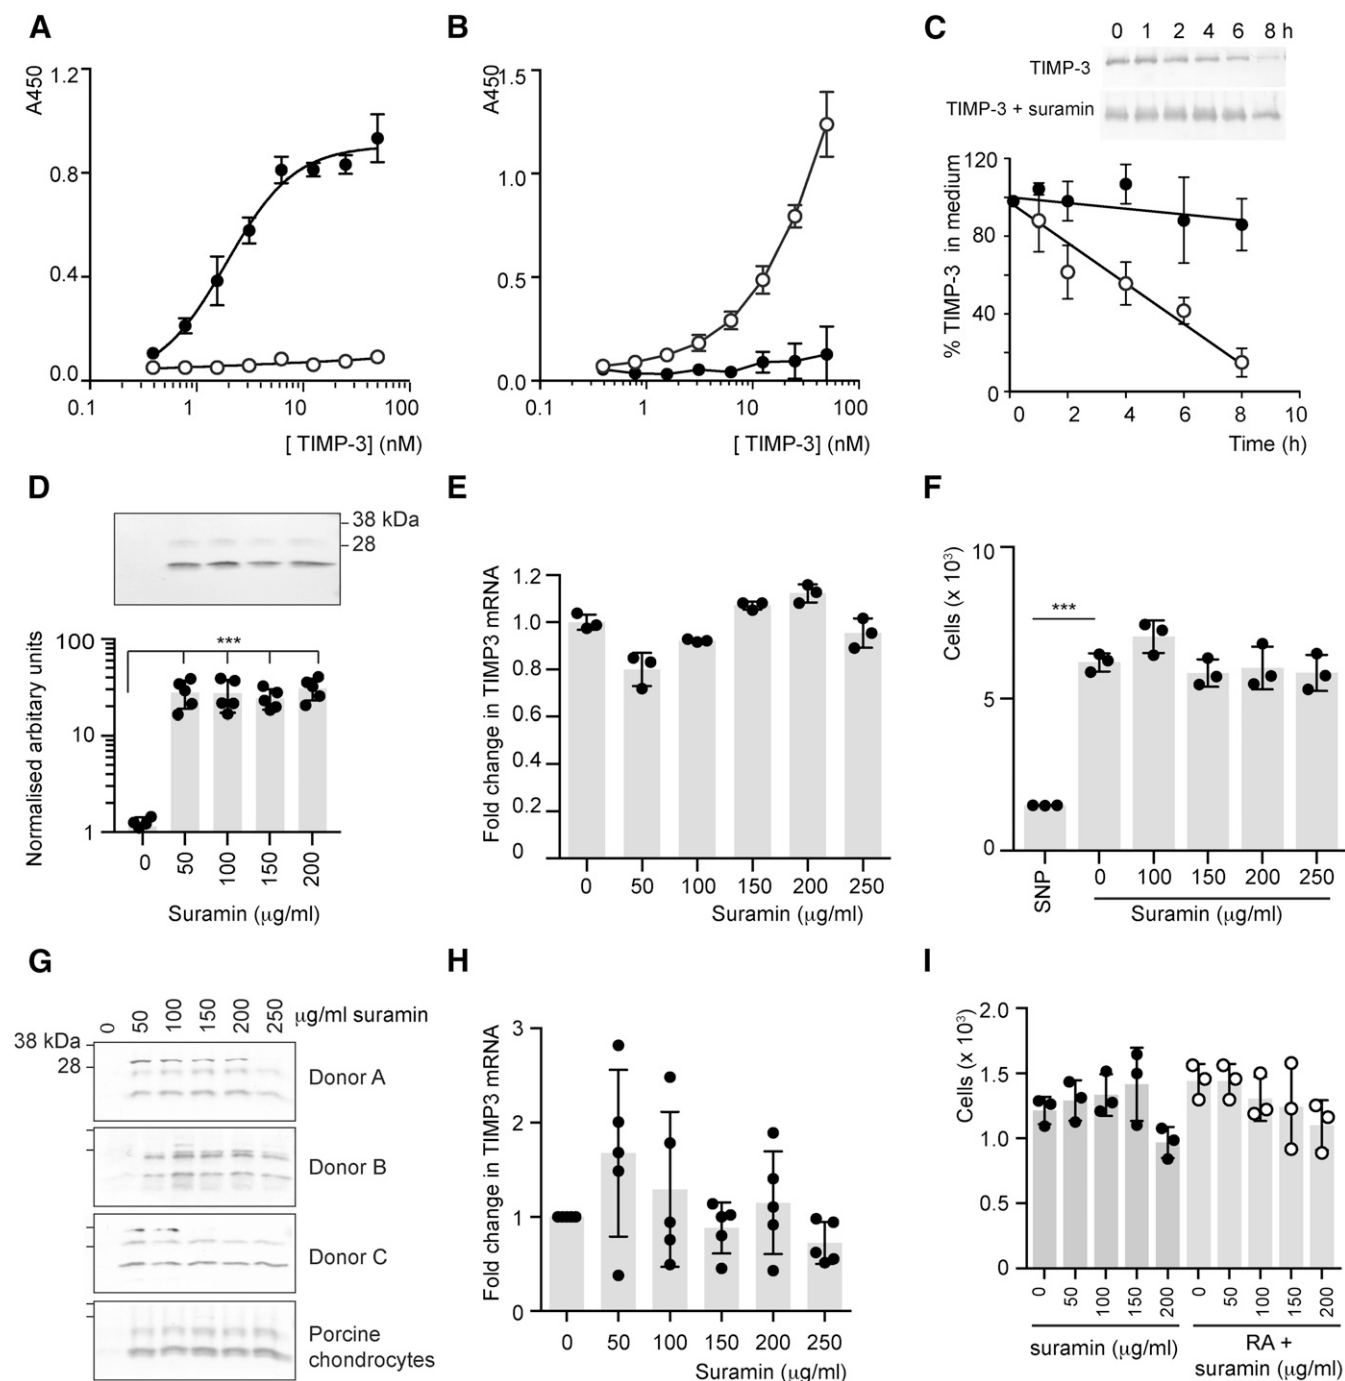 A
A450
1.2
0.8
0.4
0.0
0.1 1 10 100
[ TIMP-3] (nM)
B
A450
1.5
1.0
0.5
0.0
0.1 1 10 100
[ TIMP-3] (nM)
C
0 1 2 4 6 8 h
TIMP-3
TIMP-3 + suramin
% TIMP-3 in medium
120
80
40
0
0 2 4 6 8 10
Time (h)
D
38 kDa
28
Normalised arbitary units
100
10
1
***
0 50 100 150 200
Suramin (μg/ml)
E
Fold change in TIMP3 mRNA
1.2
1.0
0.8
0.6
0.4
0.2
0
0 50 100 150 200 250
Suramin (μg/ml)
F
Cells (x 10³)
10
5
0
***
SNP 0 100 150 200 250
Suramin (μg/ml)
G
0 50 100 150 200 250 μg/ml suramin
38 kDa
28
Donor A
Donor B
Donor C
Porcine
chondrocytes
H
Fold change in TIMP3 mRNA
3
2
1
0
0 50 100 150 200 250
Suramin (μg/ml)
I
Cells (x 10³)
2.0
1.5
1.0
0.5
0
0 50 100 150 200 0 50 100 150 200
suramin (μg/ml)
RA +
suramin (μg/ml)